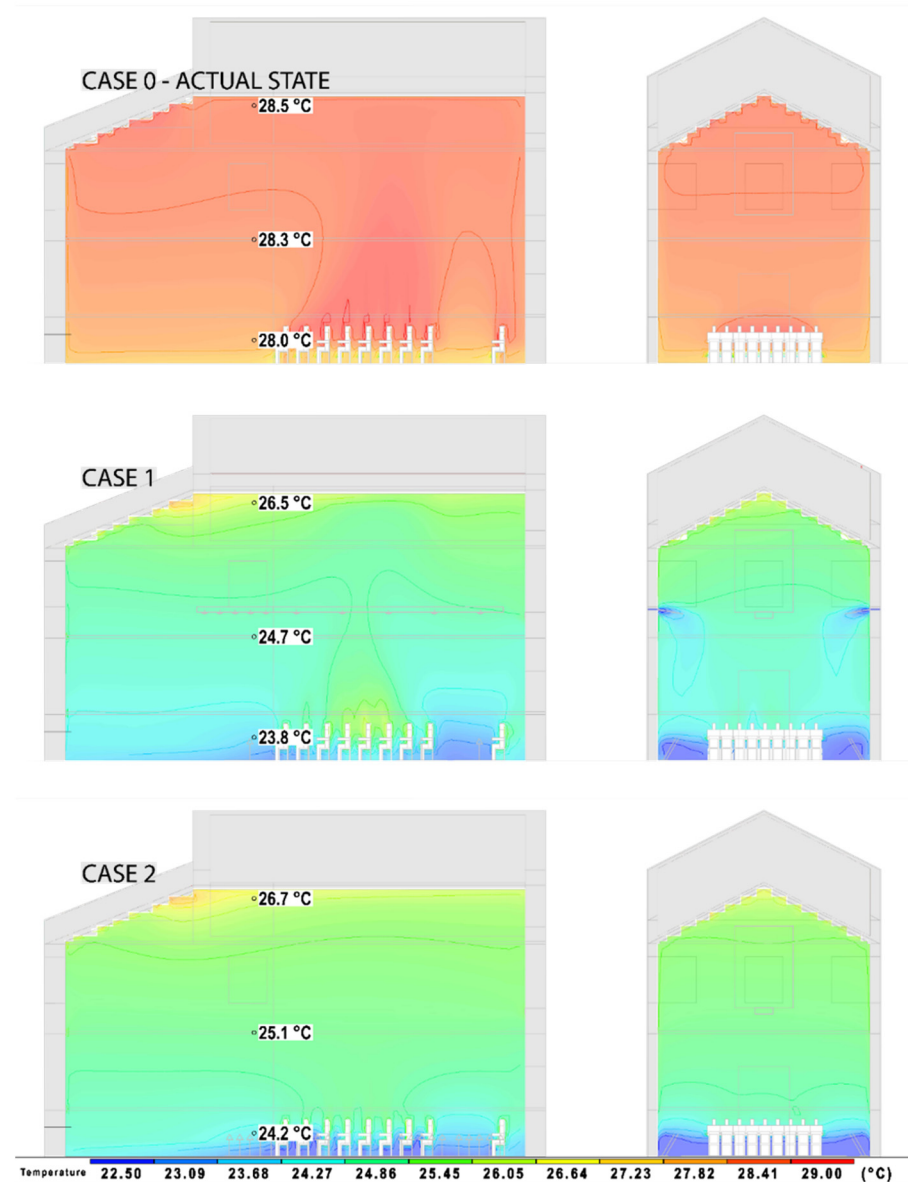 CASE 0 - ACTUAL STATE
28.5 °C
28.3 °C
28.0 °C
CASE 1
26.5 °C
24.7 °C
23.8 °C
CASE 2
26.7 °C
25.1 °C
24.2 °C
Temperature 22.50 23.09 23.68 24.27 24.86 25.45 26.05 26.64 27.23 27.82 28.41 29.00 (°C)